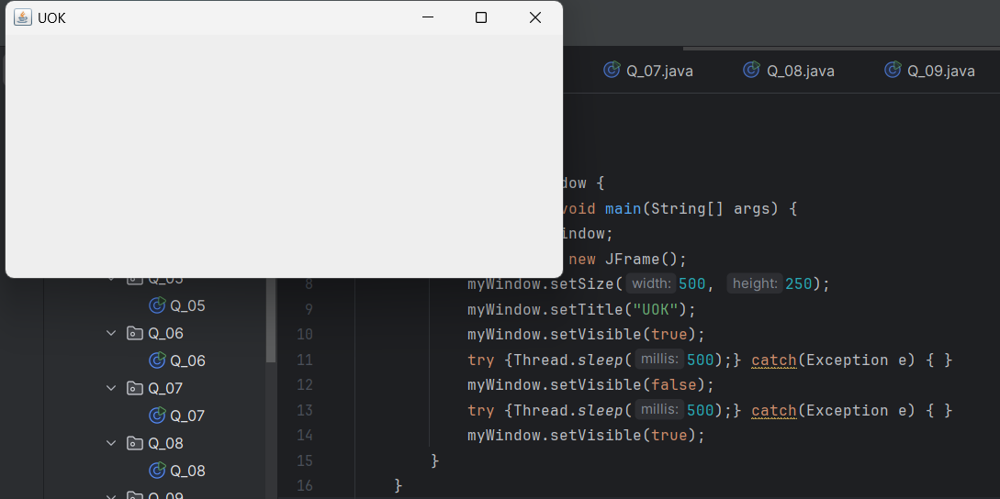 UOK
Q_07.java
Q_08.java
Q_09.java
dow {
void main(String[] args) {
indow;
new JFrame();
8 myWindow.setSize( width: 500, height: 250);
9 myWindow.setTitle("UOK");
10 myWindow.setVisible(true);
11 try {Thread.sleep( millis: 500);} catch(Exception e) { }
12 myWindow.setVisible(false);
13 try {Thread.sleep( millis: 500);} catch(Exception e) { }
14 myWindow.setVisible(true);
15 }
16 }
Q_05
Q_05
Q_06
Q_06
Q_07
Q_07
Q_08
Q_08
Q_09